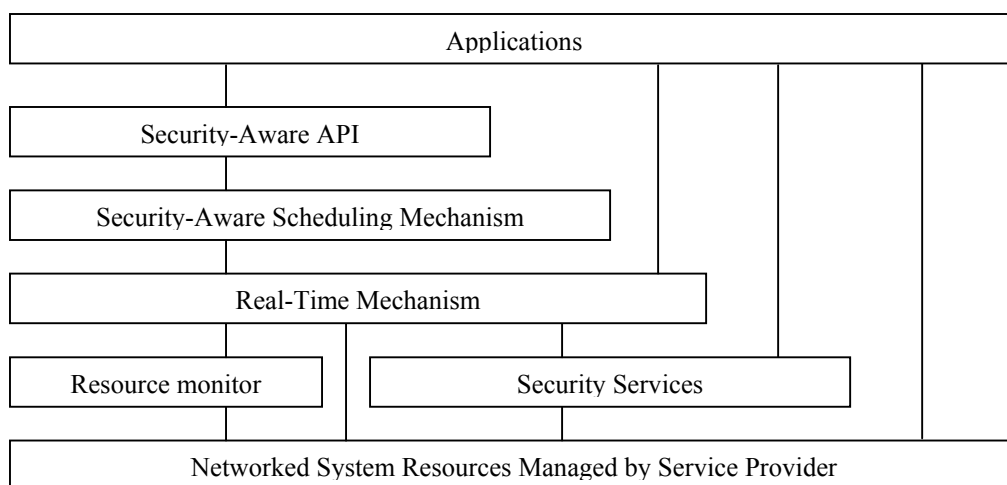 Applications
Security-Aware API
Security-Aware Scheduling Mechanism
Real-Time Mechanism
Resource monitor
Security Services
Networked System Resources Managed by Service Provider